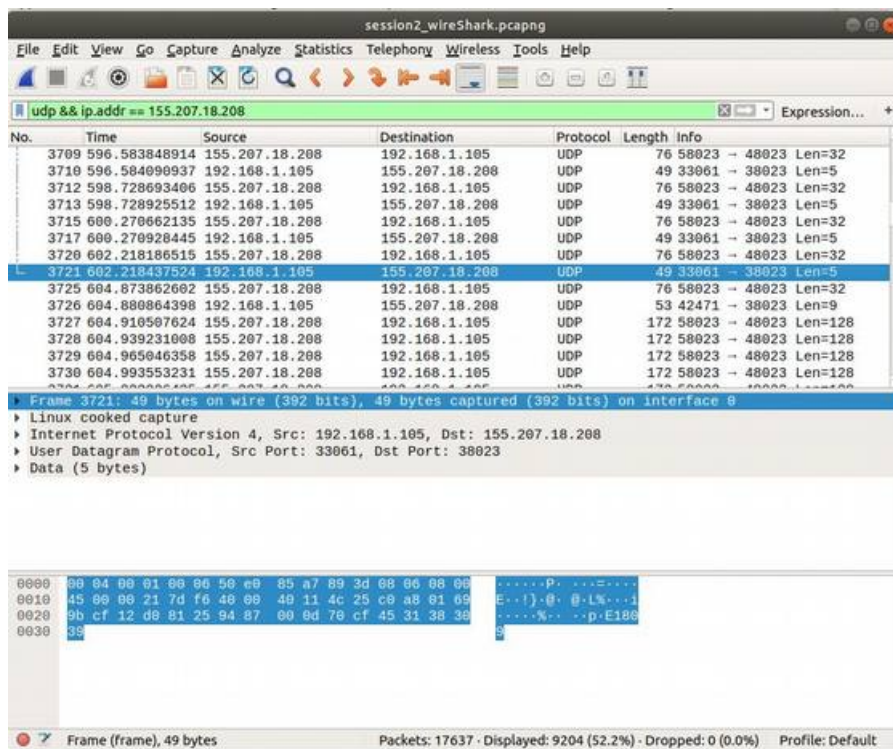 session2_wireShark.pcapng
File Edit View Go Capture Analyze Statistics Telephony Wireless Tools Help
udp && ip.addr == 155.207.18.208 Expression... +
No. Time Source Destination Protocol Length Info
3709 596.583848914 155.207.18.208 192.168.1.105 UDP 76 58023 → 48023 Len=32
3710 596.584090937 192.168.1.105 155.207.18.208 UDP 49 33061 → 38023 Len=5
3712 598.728693406 155.207.18.208 192.168.1.105 UDP 76 58023 → 48023 Len=32
3713 598.728925512 192.168.1.105 155.207.18.208 UDP 49 33061 → 38023 Len=5
3715 600.270662135 155.207.18.208 192.168.1.105 UDP 76 58023 → 48023 Len=32
3717 600.270928445 192.168.1.105 155.207.18.208 UDP 49 33061 → 38023 Len=5
3720 602.218186515 155.207.18.208 192.168.1.105 UDP 76 58023 → 48023 Len=32
3721 602.218437524 192.168.1.105 155.207.18.208 UDP 49 33061 → 38023 Len=5
3725 604.873862602 155.207.18.208 192.168.1.105 UDP 76 58023 → 48023 Len=32
3726 604.880864398 192.168.1.105 155.207.18.208 UDP 53 42471 → 38023 Len=9
3727 604.910507624 155.207.18.208 192.168.1.105 UDP 172 58023 → 48023 Len=128
3728 604.939231008 155.207.18.208 192.168.1.105 UDP 172 58023 → 48023 Len=128
3729 604.965046358 155.207.18.208 192.168.1.105 UDP 172 58023 → 48023 Len=128
3730 604.993553231 155.207.18.208 192.168.1.105 UDP 172 58023 → 48023 Len=128
Frame 3721: 49 bytes on wire (392 bits), 49 bytes captured (392 bits) on interface 0
Linux cooked capture
Internet Protocol Version 4, Src: 192.168.1.105, Dst: 155.207.18.208
User Datagram Protocol, Src Port: 33061, Dst Port: 38023
Data (5 bytes)
0000 00 04 00 01 00 06 50 e0 85 a7 89 3d 08 06 08 00 ······P· ···=····
0010 45 00 00 21 7d f6 40 00 40 11 4c 25 c0 a8 01 69 E··!}·@· @·L%···i
0020 9b cf 12 d0 81 25 94 87 00 0d 70 cf 45 31 38 30 ·····%·· ··p·E180
0030 39 9
Frame (frame), 49 bytes Packets: 17637 · Displayed: 9204 (52.2%) · Dropped: 0 (0.0%) Profile: Default